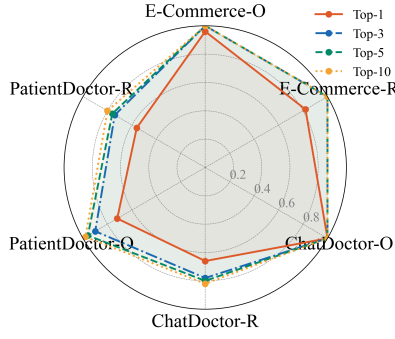 E-Commerce-O
Top-1
Top-3
Top-5
Top-10
PatientDoctor-R
E-Commerce-R
0.2
0.4
0.6
0.8
PatientDoctor-O
ChatDoctor-O
ChatDoctor-R